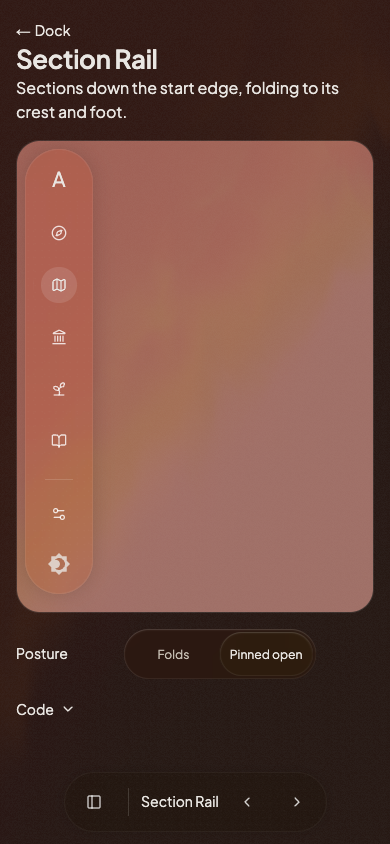 ← Dock
Section Rail
Sections down the start edge, folding to its
crest and foot.
A
Posture
Folds
Pinned open
Code
Section Rail